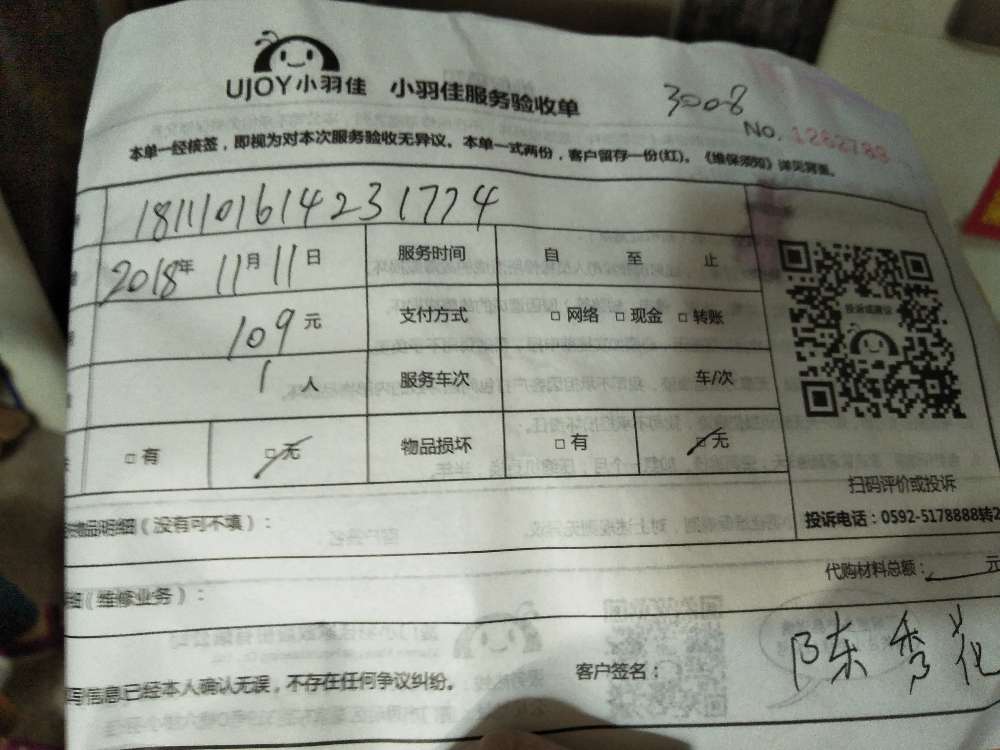 UJOY小羽佳 小羽佳服务验收单
3008
No. 1262788
本单一经核签，即视为对本次服务验收无异议。本单一式两份，客户留存一份(红)。《维保须知》详见背面。
1811101614231774
2018年 11月 11日 服务时间 自 至 止
109元 支付方式 □网络 □现金 □转账
投诉或建议
1人 服务车次 车/次
□有 □无 物品损坏 □有 □无
扫码评价或投诉
投诉电话：0592-5178888转2
物品明细（没有可不填）：
代购材料总额： 元
（维修业务）：
客户签名： 陈秀花
写信息已经本人确认无误，不存在任何争议纠纷。